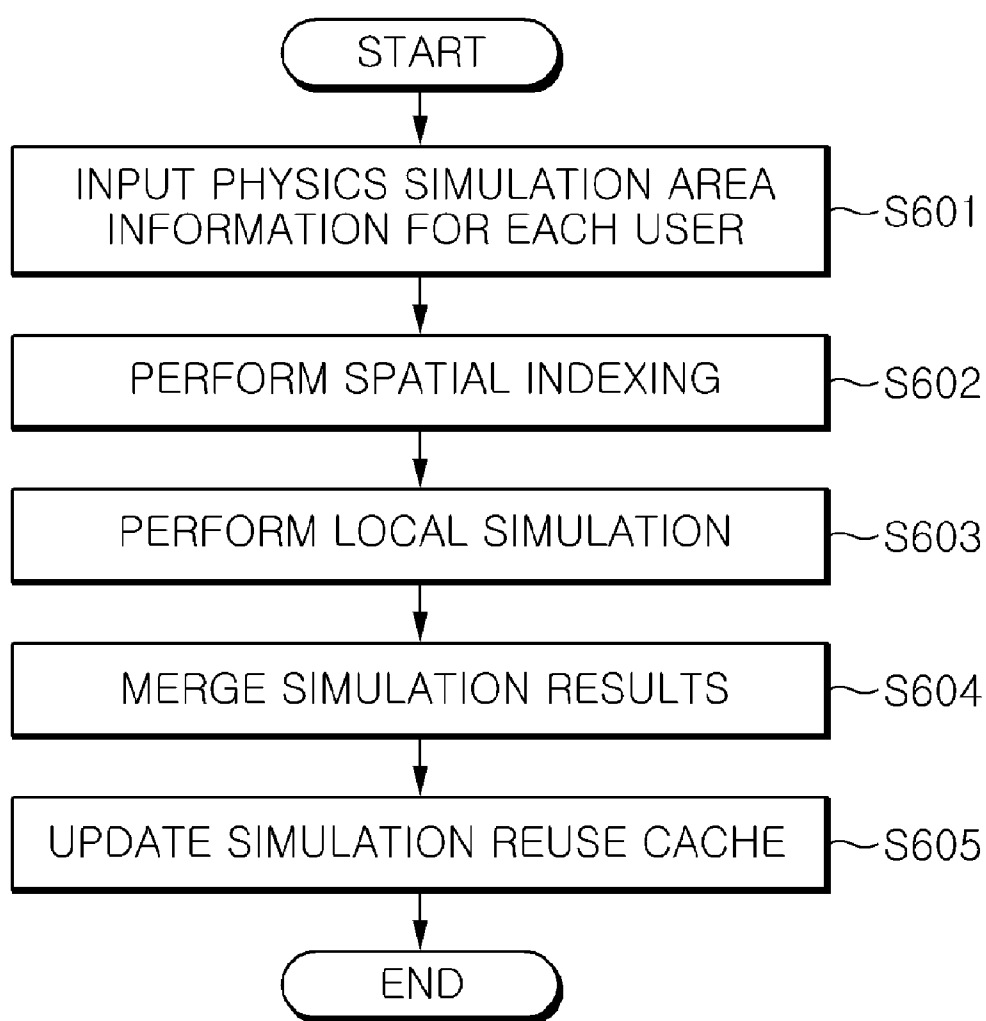 START
INPUT PHYSICS SIMULATION AREA
INFORMATION FOR EACH USER
S601
PERFORM SPATIAL INDEXING
S602
PERFORM LOCAL SIMULATION
S603
MERGE SIMULATION RESULTS
S604
UPDATE SIMULATION REUSE CACHE
S605
END